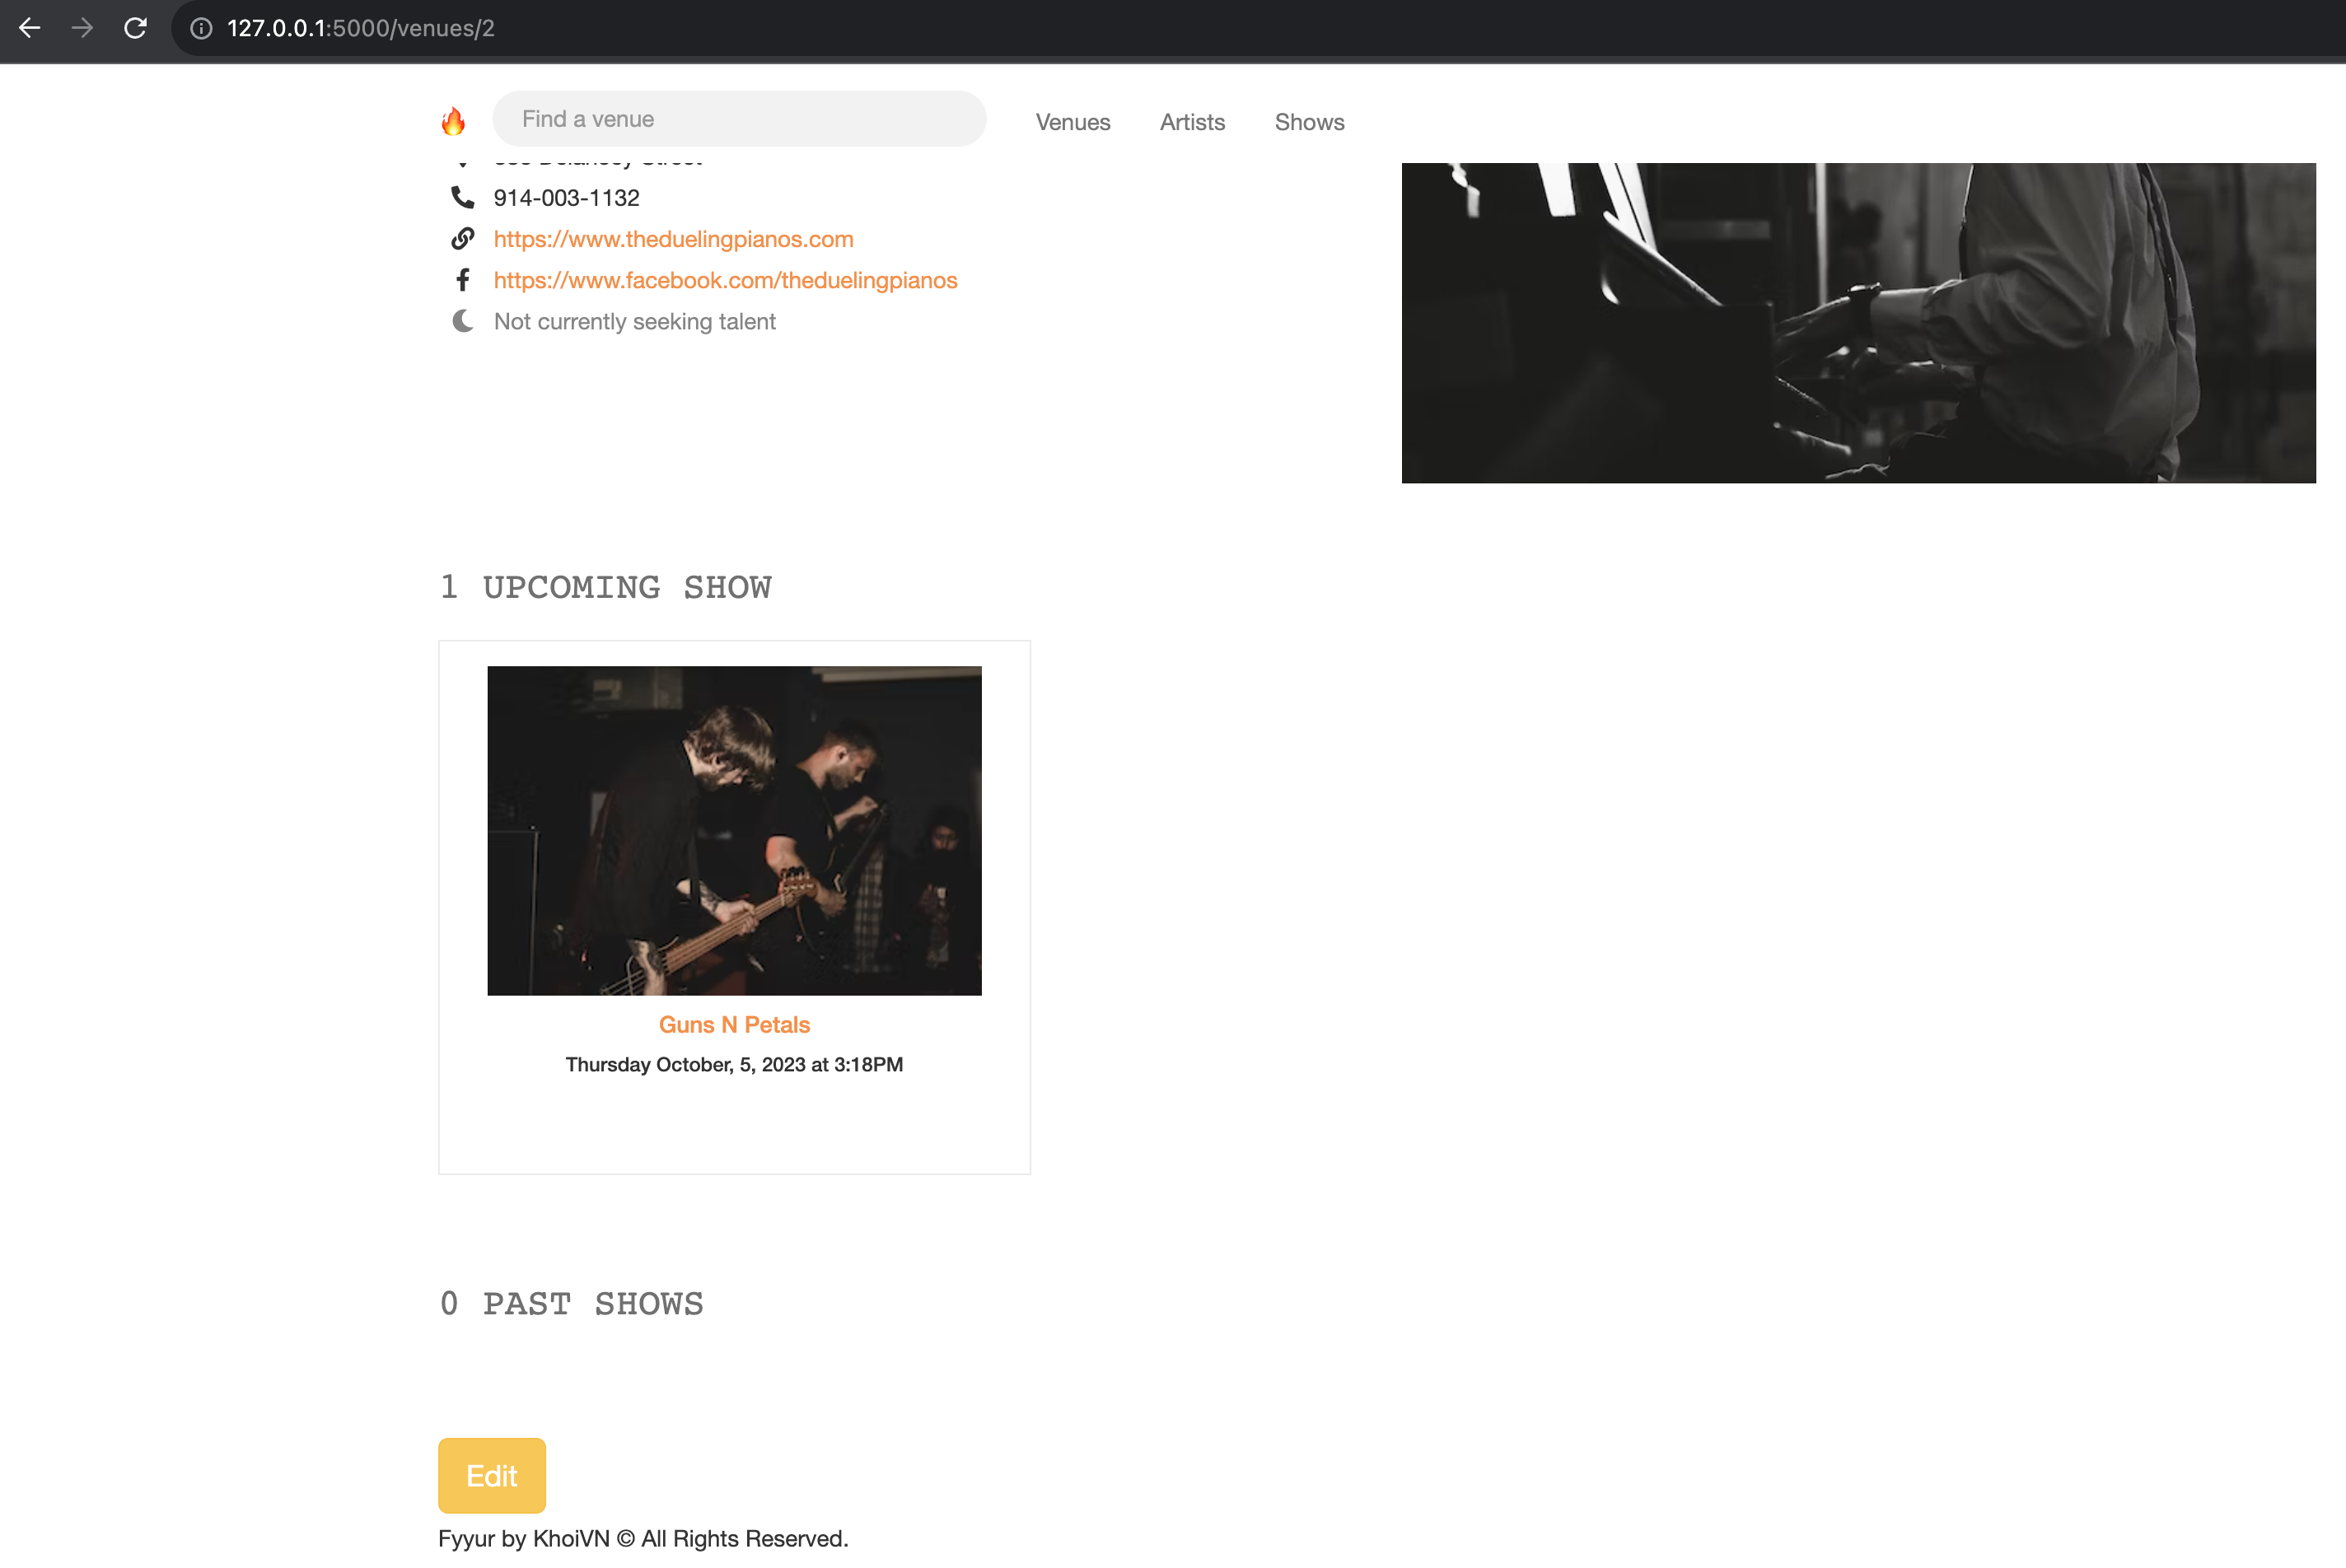 127.0.0.1:5000/venues/2
Find a venue
Venues Artists Shows
Delancey Street
914-003-1132
https://www.theduelingpianos.com
https://www.facebook.com/theduelingpianos
Not currently seeking talent
1 UPCOMING SHOW
Guns N Petals
Thursday October, 5, 2023 at 3:18PM
0 PAST SHOWS
Edit
Fyyur by KhoiVN © All Rights Reserved.